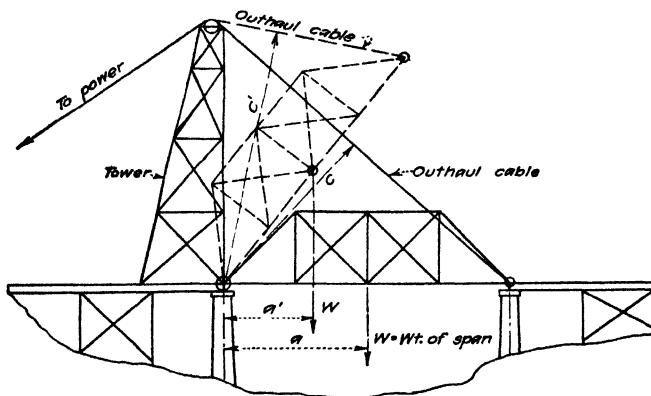 Outhaul cable
To power
c'
Tower
c
Outhaul cable
a'
W
a
W=Wt. of span